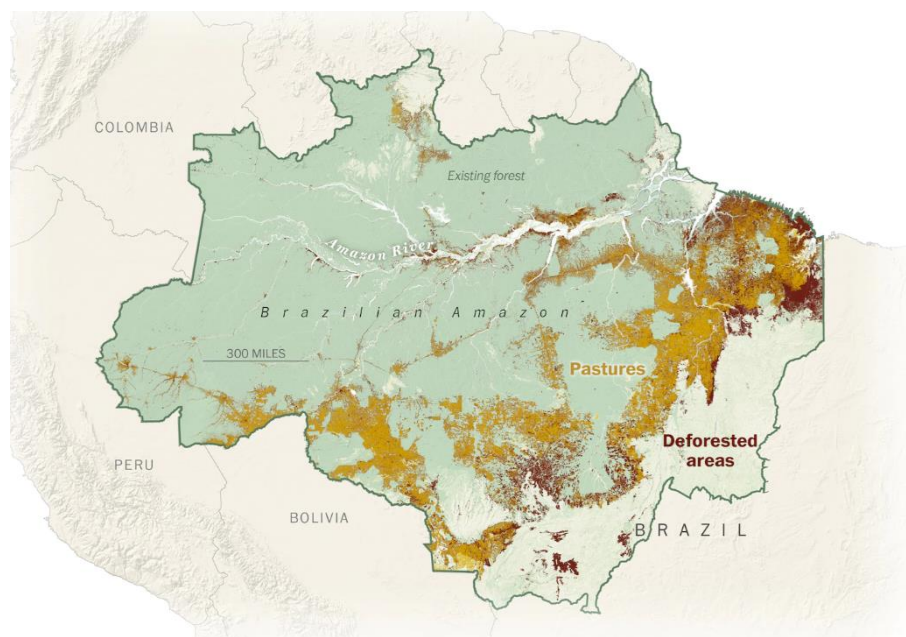 COLOMBIA
Existing forest
Amazon River
Brazilian Amazon
300 MILES
Pastures
Deforested
areas
PERU
BOLIVIA
BRAZIL